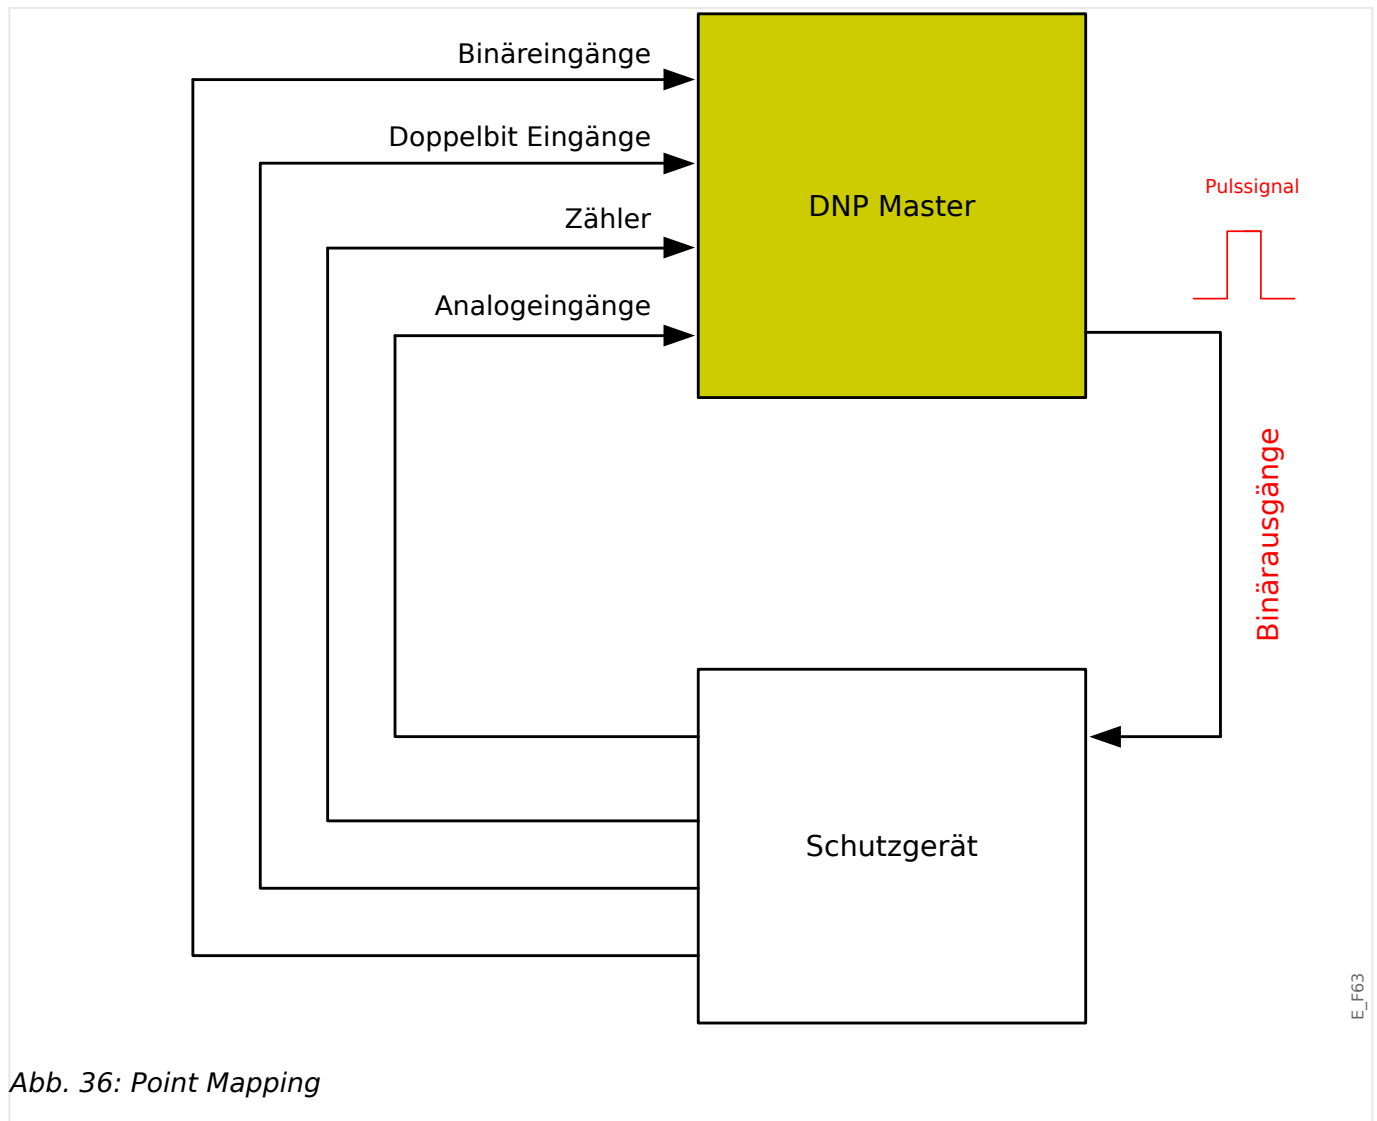 Binäreingänge
Doppelbit Eingänge
Zähler
Analogeingänge
DNP Master
Pulssignal
Binärausgänge
Schutzgerät
E_F63
Abb. 36: Point Mapping